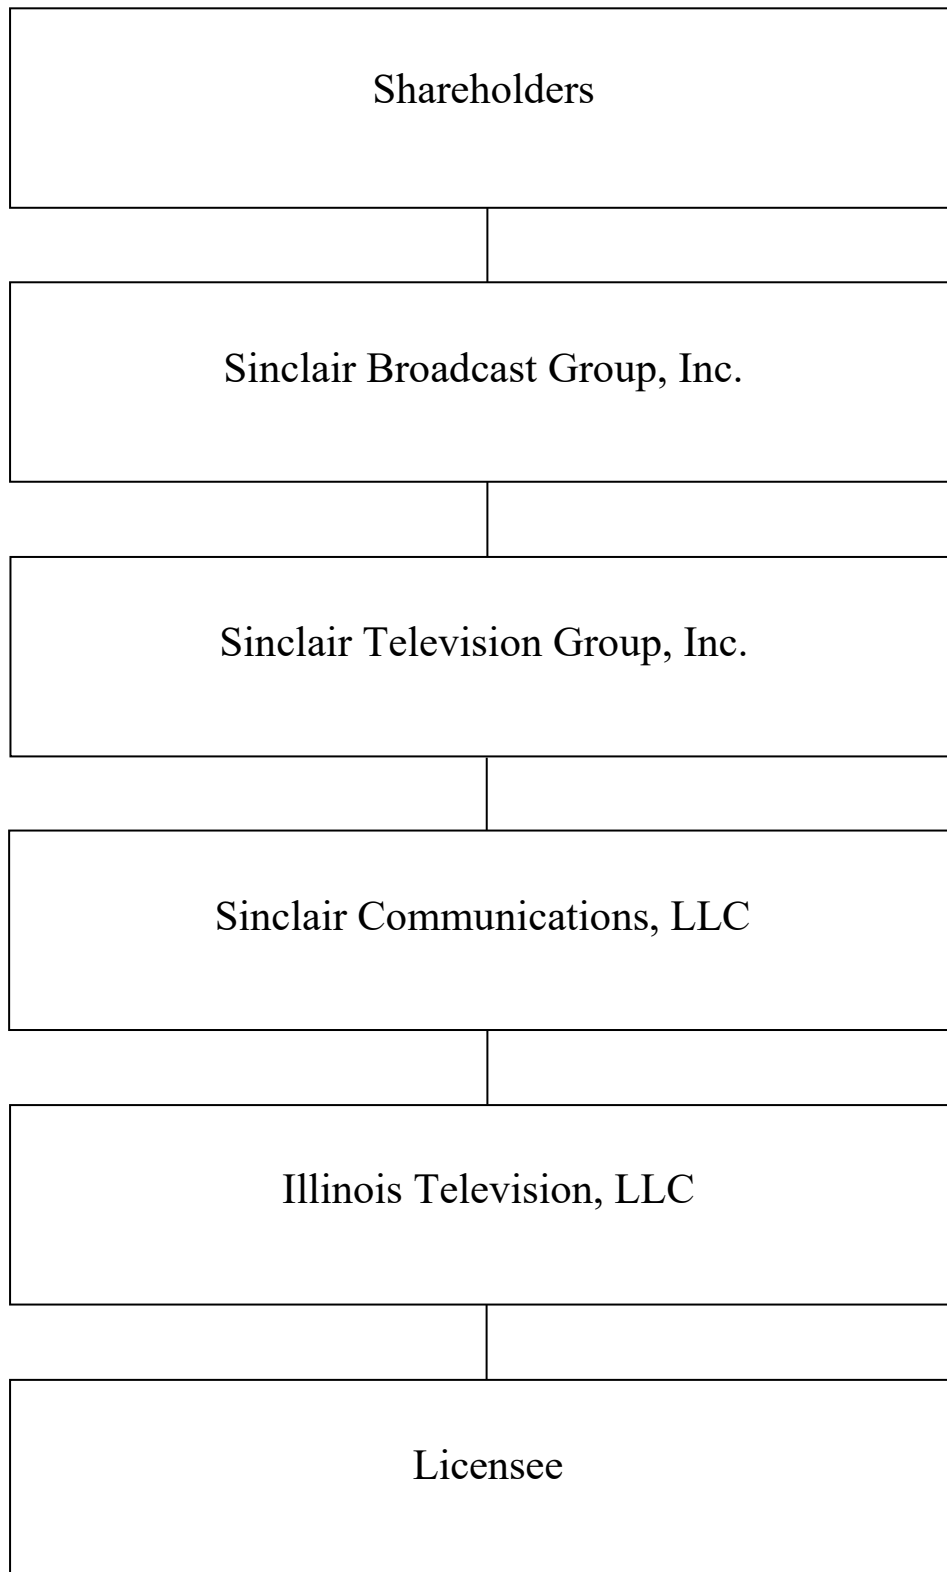 Shareholders
Sinclair Broadcast Group, Inc.
Sinclair Television Group, Inc.
Sinclair Communications, LLC
Illinois Television, LLC
Licensee